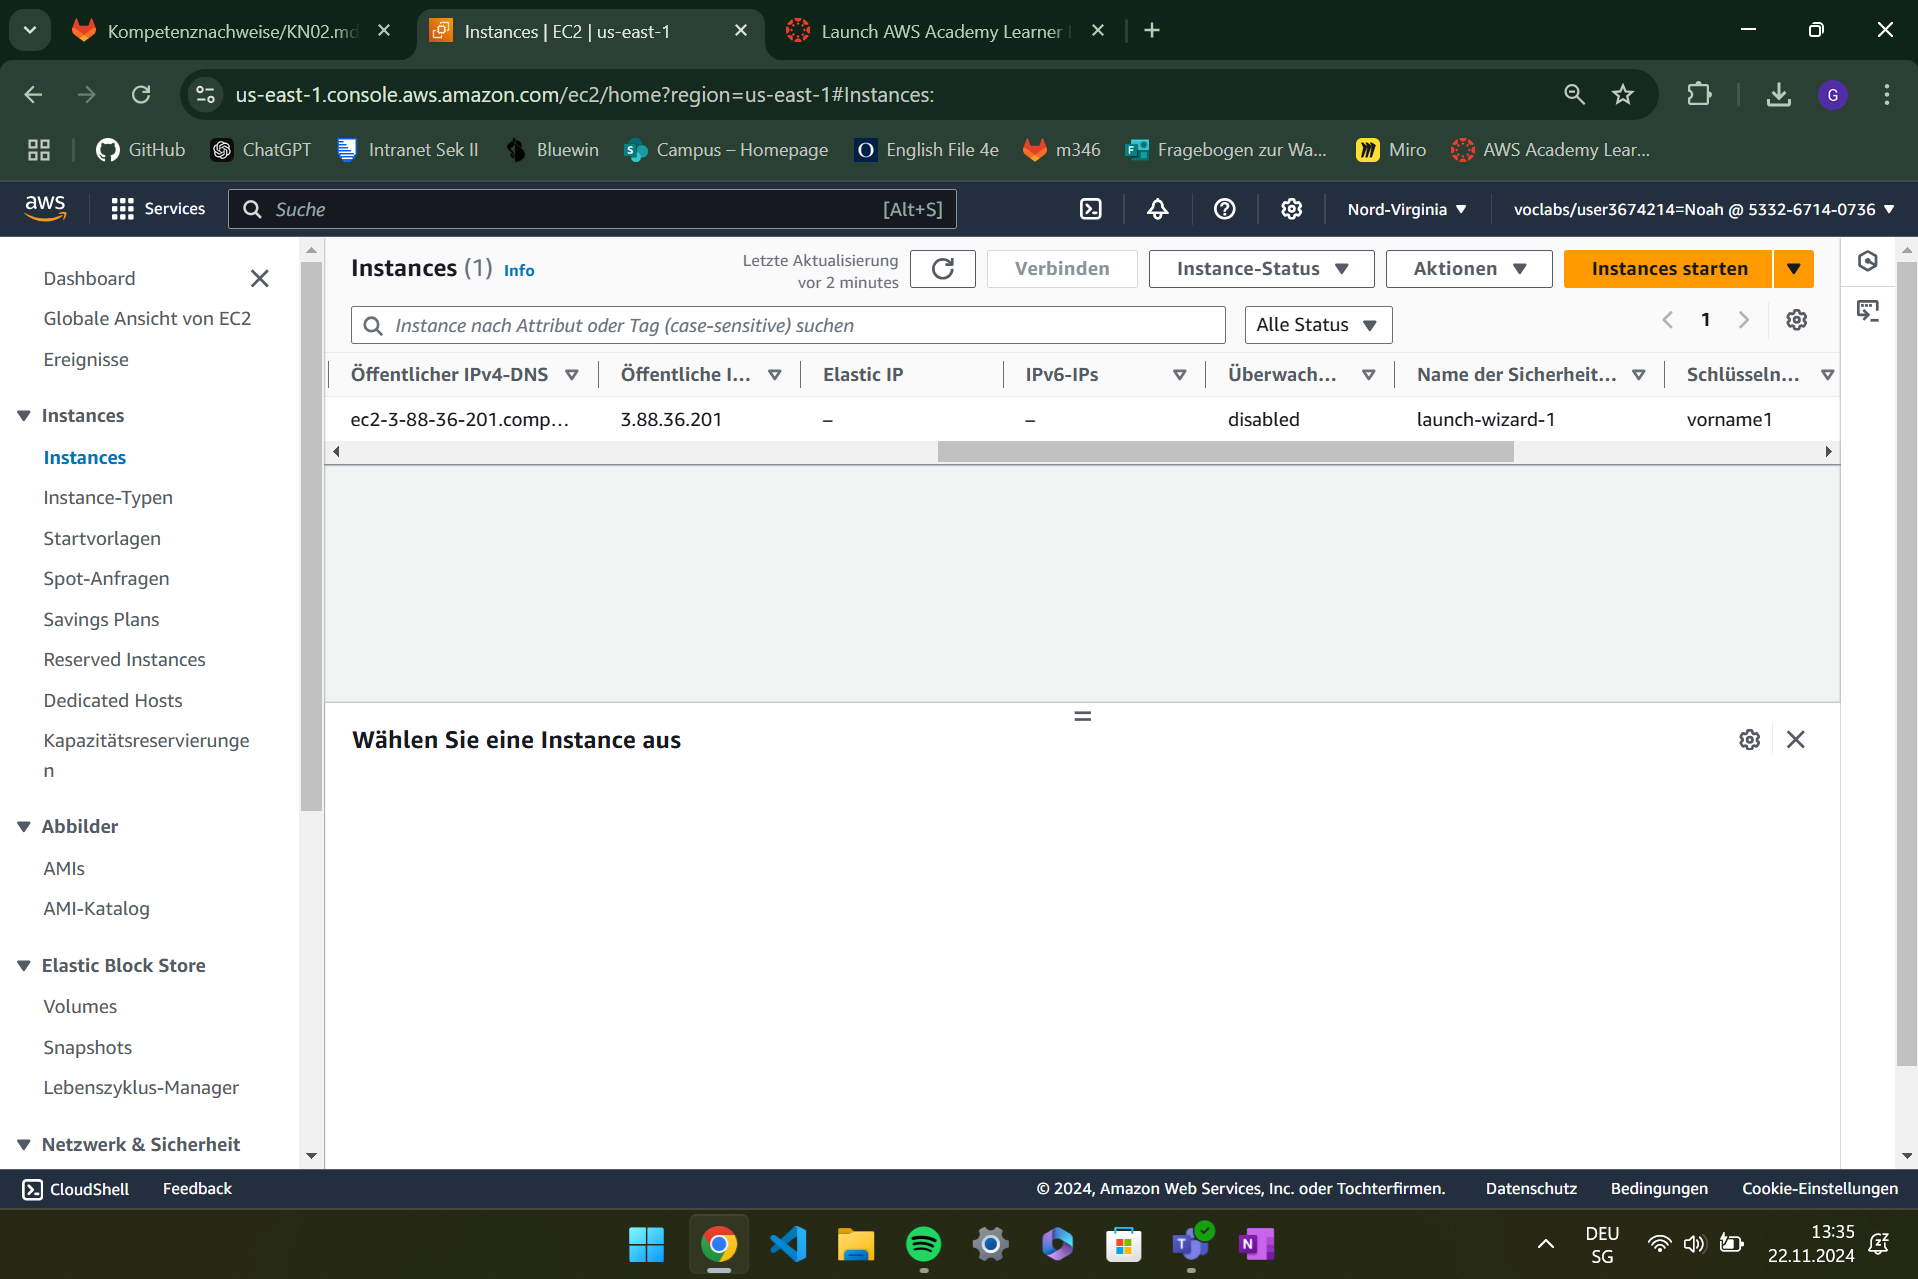 Kompetenznachweise/KN02.md
Instances | EC2 | us-east-1
Launch AWS Academy Learner
us-east-1.console.aws.amazon.com/ec2/home?region=us-east-1#Instances:
G
GitHub
ChatGPT
Intranet Sek II
Bluewin
Campus – Homepage
English File 4e
m346
Fragebogen zur Wa...
Miro
AWS Academy Lear...
aws
Services
Suche
[Alt+S]
Nord-Virginia
voclabs/user3674214=Noah @ 5332-6714-0736
Dashboard
Globale Ansicht von EC2
Ereignisse
Instances
Instances
Instance-Typen
Startvorlagen
Spot-Anfragen
Savings Plans
Reserved Instances
Dedicated Hosts
Kapazitätsreservierunge
n
Abbilder
AMIs
AMI-Katalog
Elastic Block Store
Volumes
Snapshots
Lebenszyklus-Manager
Netzwerk & Sicherheit
Instances (1) Info
Letzte Aktualisierung
vor 2 minutes
Verbinden
Instance-Status
Aktionen
Instances starten
Instance nach Attribut oder Tag (case-sensitive) suchen
Alle Status
1
Öffentlicher IPv4-DNS
Öffentliche I...
Elastic IP
IPv6-IPs
Überwach...
Name der Sicherheit...
Schlüsseln...
ec2-3-88-36-201.comp...
3.88.36.201
–
–
disabled
launch-wizard-1
vorname1
Wählen Sie eine Instance aus
CloudShell
Feedback
© 2024, Amazon Web Services, Inc. oder Tochterfirmen.
Datenschutz
Bedingungen
Cookie-Einstellungen
DEU
SG
13:35
22.11.2024